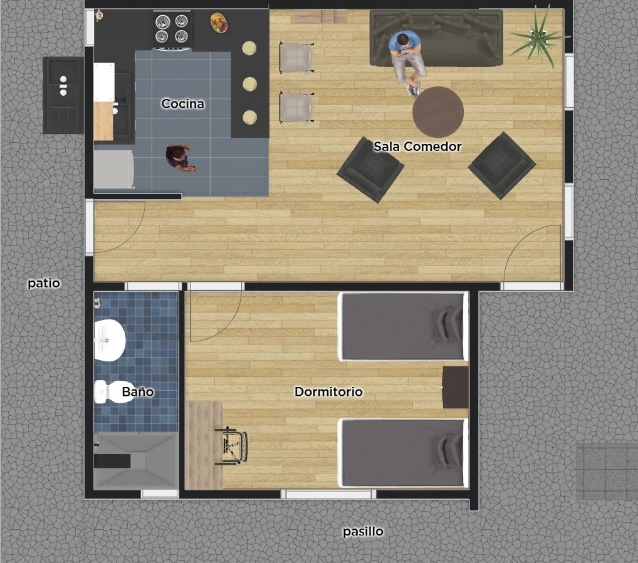 Cocina
Sala Comedor
patio
Baño
Dormitorio
pasillo